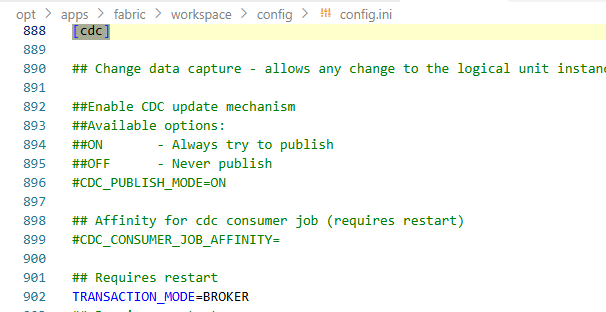 opt > apps > fabric > workspace > config > config.ini
888 [cdc]
889
890 ## Change data capture - allows any change to the logical unit instan
891
892 ##Enable CDC update mechanism
893 ##Available options:
894 ##ON - Always try to publish
895 ##OFF - Never publish
896 #CDC_PUBLISH_MODE=ON
897
898 ## Affinity for cdc consumer job (requires restart)
899 #CDC_CONSUMER_JOB_AFFINITY=
900
901 ## Requires restart
902 TRANSACTION_MODE=BROKER